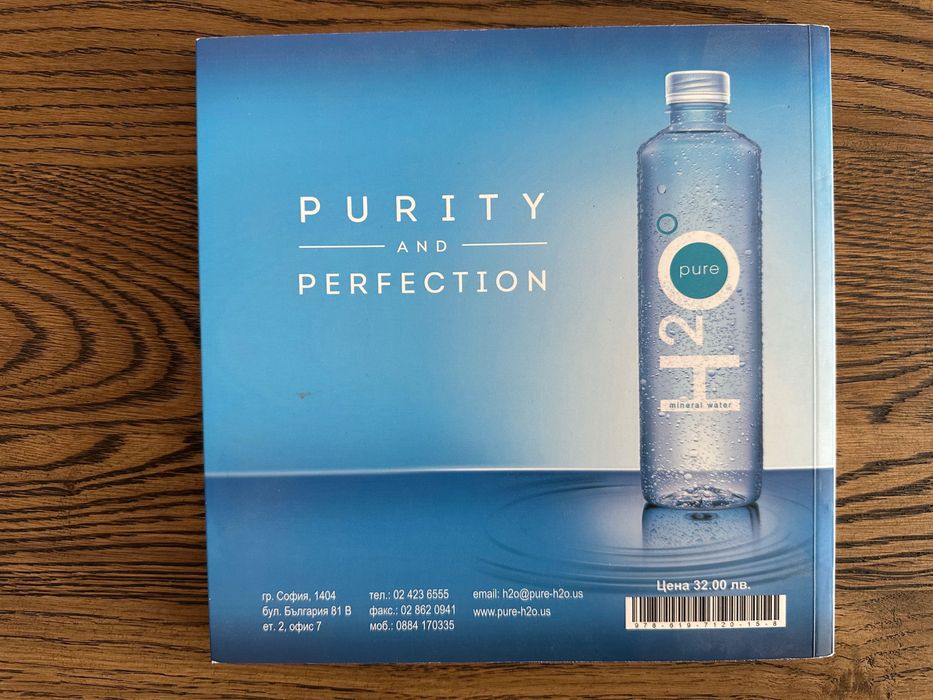 PURITY
AND
PERFECTION
pure
H2O
mineral water
гр. София, 1404
бул. България 81 В
ет. 2, офис 7
тел.: 02 423 6555
факс.: 02 862 0941
моб.: 0884 170335
email: h2o@pure-h2o.us
www.pure-h2o.us
Цена 32.00 лв.
978-619-7120-15-8